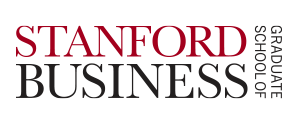 STANFORD
BUSINESS
GRADUATE
SCHOOL OF